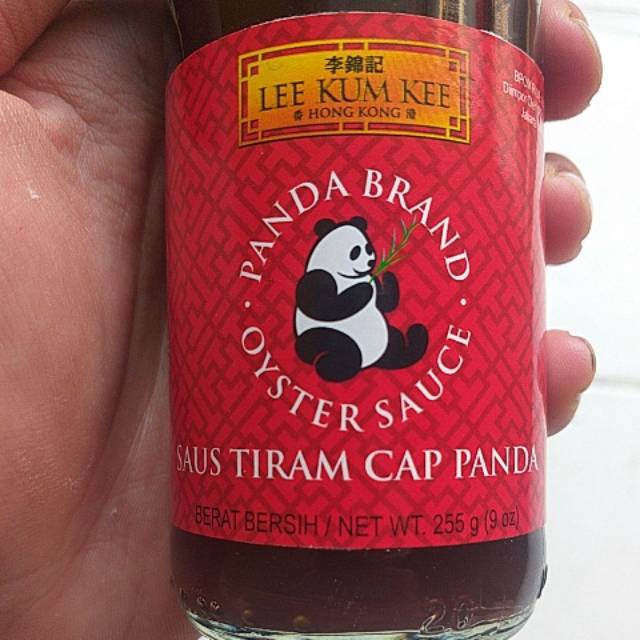 李錦記
LEE KUM KEE
香 HONG KONG 港
· PANDA BRAND ·
OYSTER SAUCE
SAUS TIRAM CAP PANDA
BERAT BERSIH / NET WT. 255 g (9 oz)